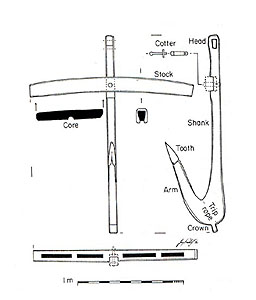 Cotter
Head
Stock
Core
Shank
Tooth
Arm
Trip
rope
Crown
1m